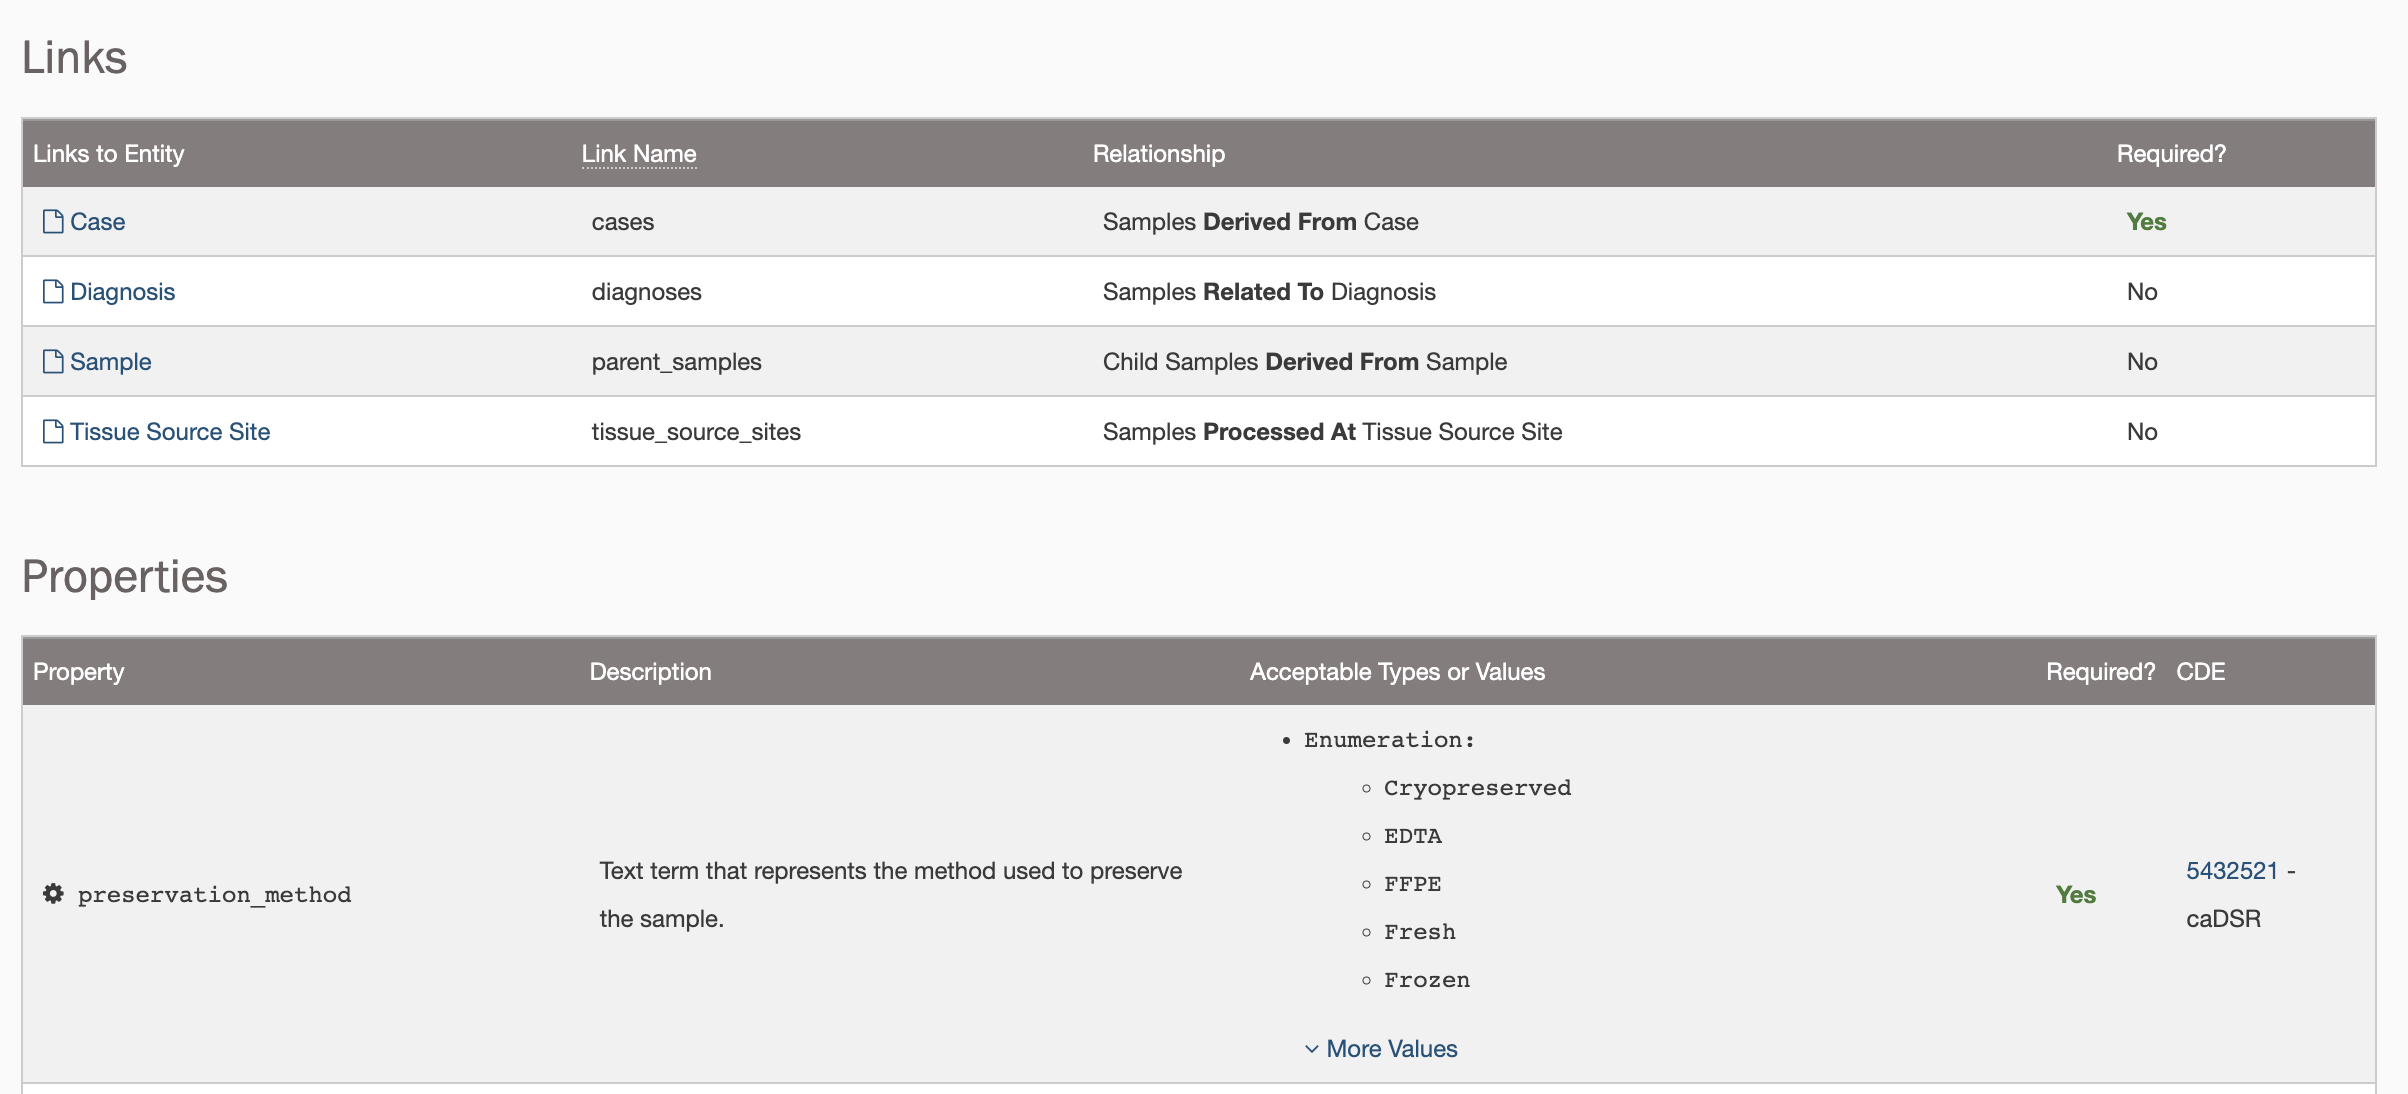 Links
Links to Entity Link Name Relationship Required?
Case cases Samples Derived From Case Yes
Diagnosis diagnoses Samples Related To Diagnosis No
Sample parent_samples Child Samples Derived From Sample No
Tissue Source Site tissue_source_sites Samples Processed At Tissue Source Site No
Properties
Property Description Acceptable Types or Values Required? CDE
preservation_method
Text term that represents the method used to preserve
the sample.
Enumeration:
Cryopreserved
EDTA
FFPE
Fresh
Frozen
More Values
Yes
5432521 -
caDSR